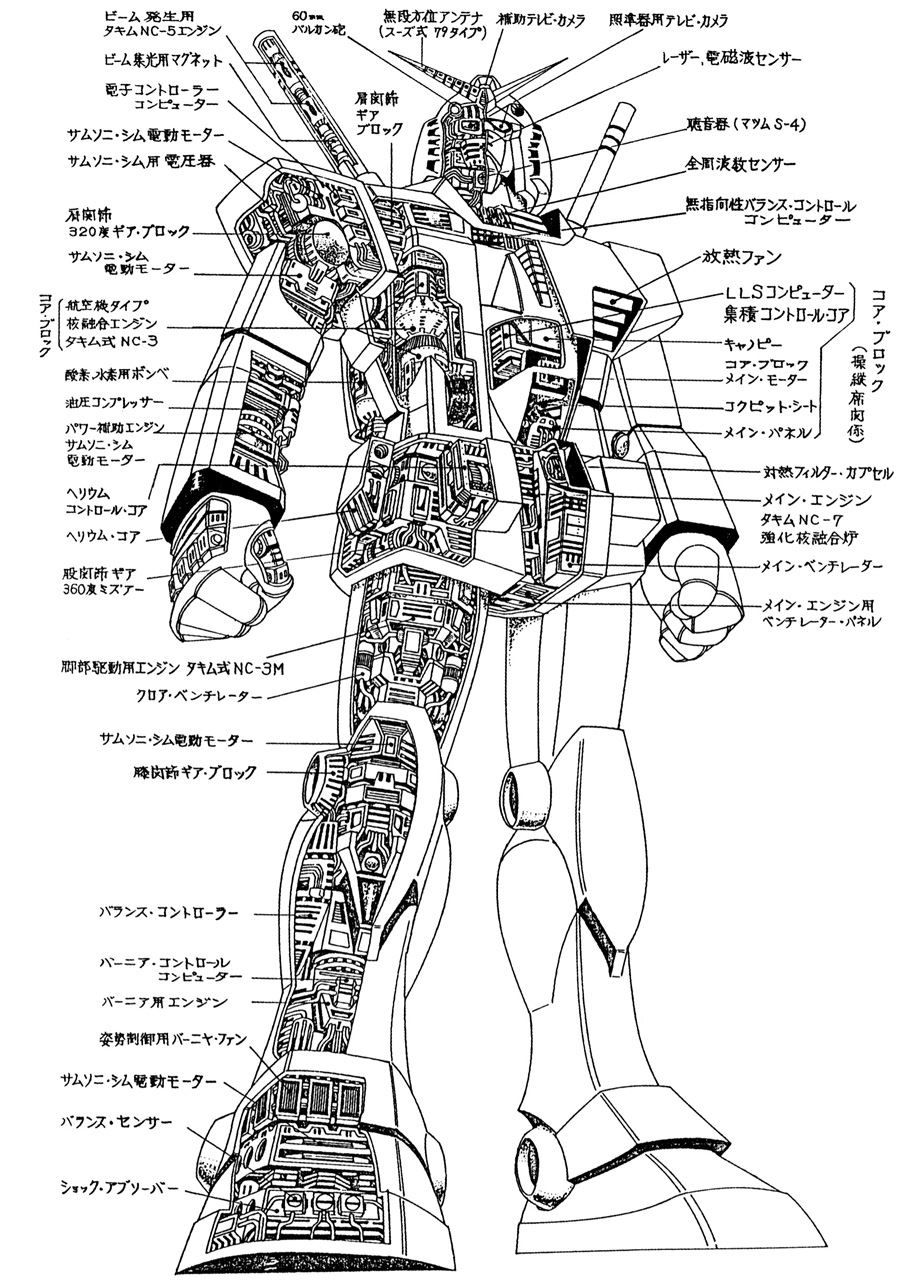 ビーム発生用
タキムNC-5エンジン
ビーム集光用マグネット
電子コントローラー
コンピューター
サムソニ・シム電動モーター
サムソニ・シム用電圧器
肩関節
320度ギア・ブロック
サムソニ・シム
電動モーター
コア・ブロック
航空機タイプ
核融合エンジン
タキム式NC-3
酸素、水素用ボンベ
油圧コンプレッサー
パワー補助エンジン
サムソニ・シム
電動モーター
ヘリウム
コントロール・コア
ヘリウム・コア
股関節ギア
360度ミズアー
脚部駆動用エンジン タキム式NC-3M
クロア・ベンチレーター
サムソニ・シム電動モーター
膝関節ギア・ブロック
バランス・コントローラー
バーニア・コントロール
コンピューター
バーニア用エンジン
姿勢制御用バーニヤ・ファン
サムソニ・シム電動モーター
バランス・センサー
ショック・アブソーバー
60mm
バルカン砲
肩関節
ギア
ブロック
無段方位アンテナ
(スーズ式 79タイプ)
補助テレビ・カメラ
照準器用テレビ・カメラ
レーザー、電磁波センサー
聴音器(マツムS-4)
全周波数センサー
無指向性バランス・コントロール
コンピューター
放熱ファン
LLSコンピューター
集積コントロール・コア
キャノピー
コア・ブロック
メイン・モーター
コクピット・シート
メイン・パネル
コア・ブロック
(操縦席関係)
対熱フィルター・カプセル
メイン・エンジン
タキムNC-7
強化核融合炉
メイン・ベンチレーター
メイン・エンジン用
ベンチレーター・パネル